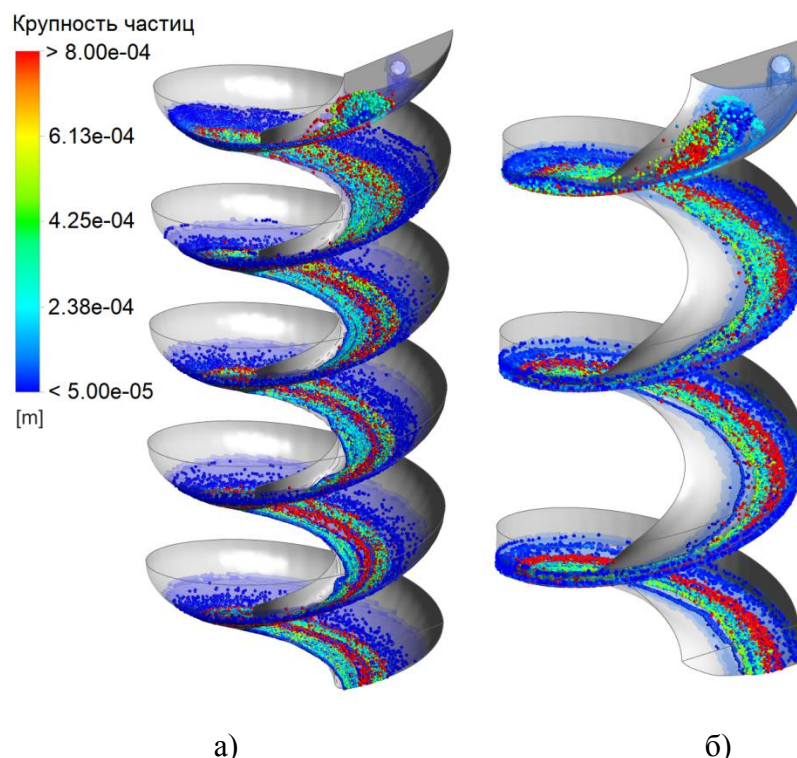 Крупность частиц
> 8.00e-04
6.13e-04
4.25e-04
2.38e-04
< 5.00e-05
[m]
а)
б)